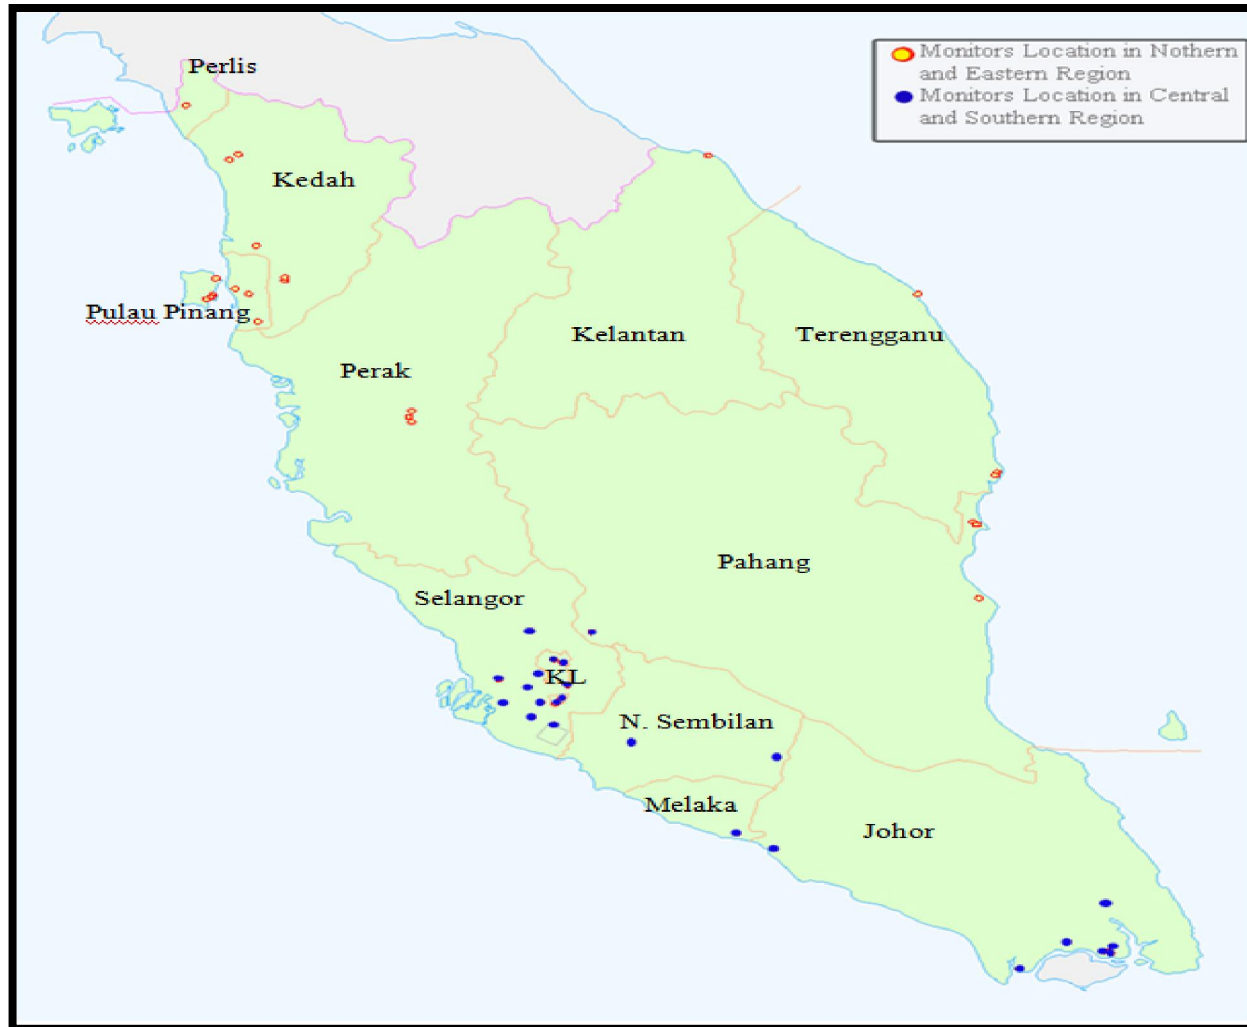 Perlis
Monitors Location in Nothern
and Eastern Region
Monitors Location in Central
and Southern Region
Kedah
Pulau Pinang
Kelantan
Terengganu
Perak
Pahang
Selangor
KL
N. Sembilan
Melaka
Johor